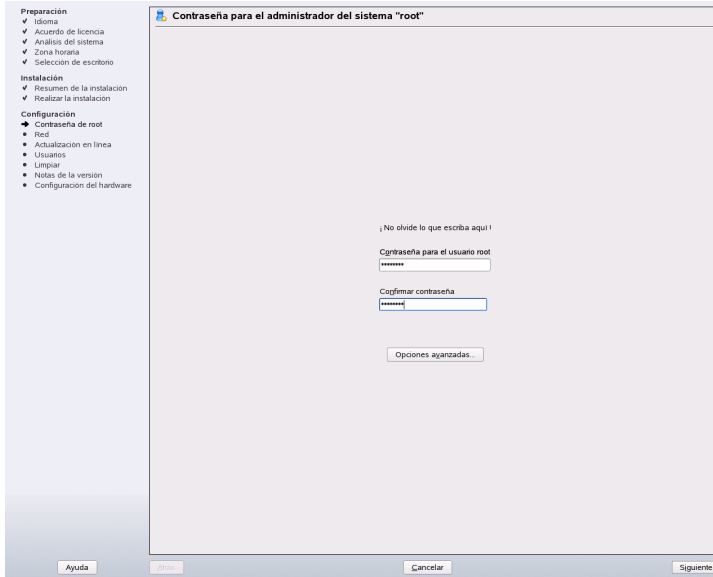 Preparación
Idioma
Acuerdo de licencia
Análisis del sistema
Zona horaria
Selección de escritorio
Instalación
Resumen de la instalación
Realizar la instalación
Configuración
Contraseña de root
Red
Actualización en línea
Usuarios
Limpiar
Notas de la versión
Configuración del hardware
Contraseña para el administrador del sistema "root"
¡ No olvide lo que escriba aquí !
Contraseña para el usuario root
••••••••
Confirmar contraseña
••••••••
Opciones avanzadas...
Ayuda
Atrás
Cancelar
Siguiente